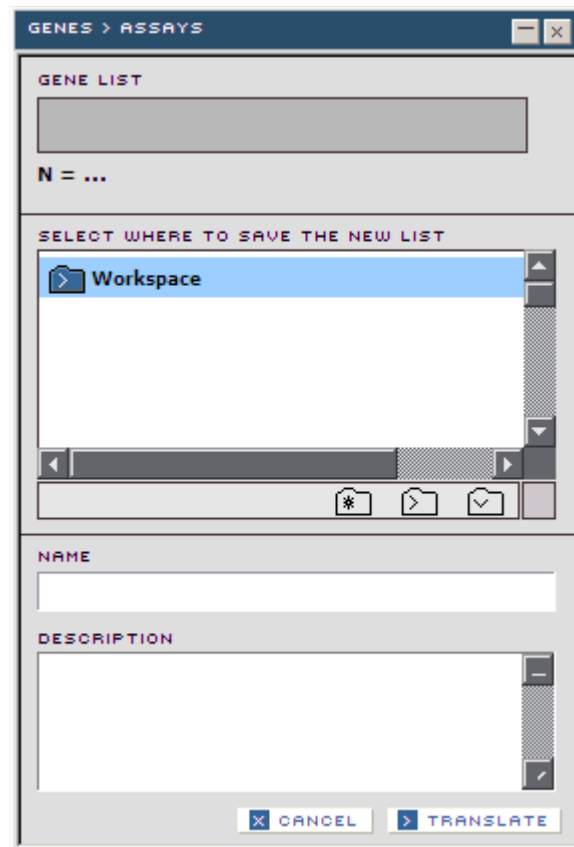 GENES > ASSAYS
GENE LIST
N = ...
SELECT WHERE TO SAVE THE NEW LIST
Workspace
NAME
DESCRIPTION
CANCEL TRANSLATE